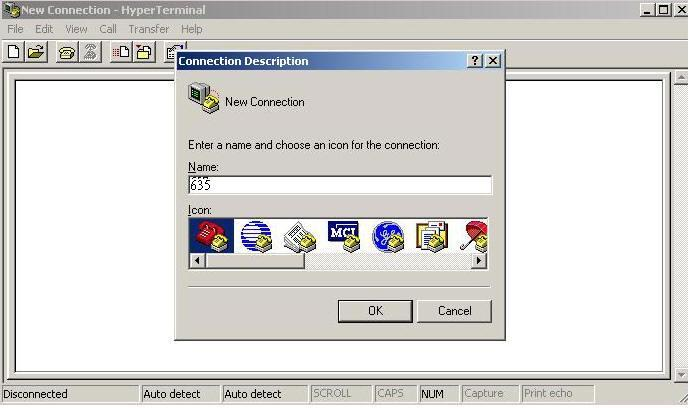 New Connection - HyperTerminal
File Edit View Call Transfer Help
Connection Description
New Connection
Enter a name and choose an icon for the connection:
Name:
635
Icon:
MCI
OK Cancel
Disconnected Auto detect Auto detect SCROLL CAPS NUM Capture Print echo